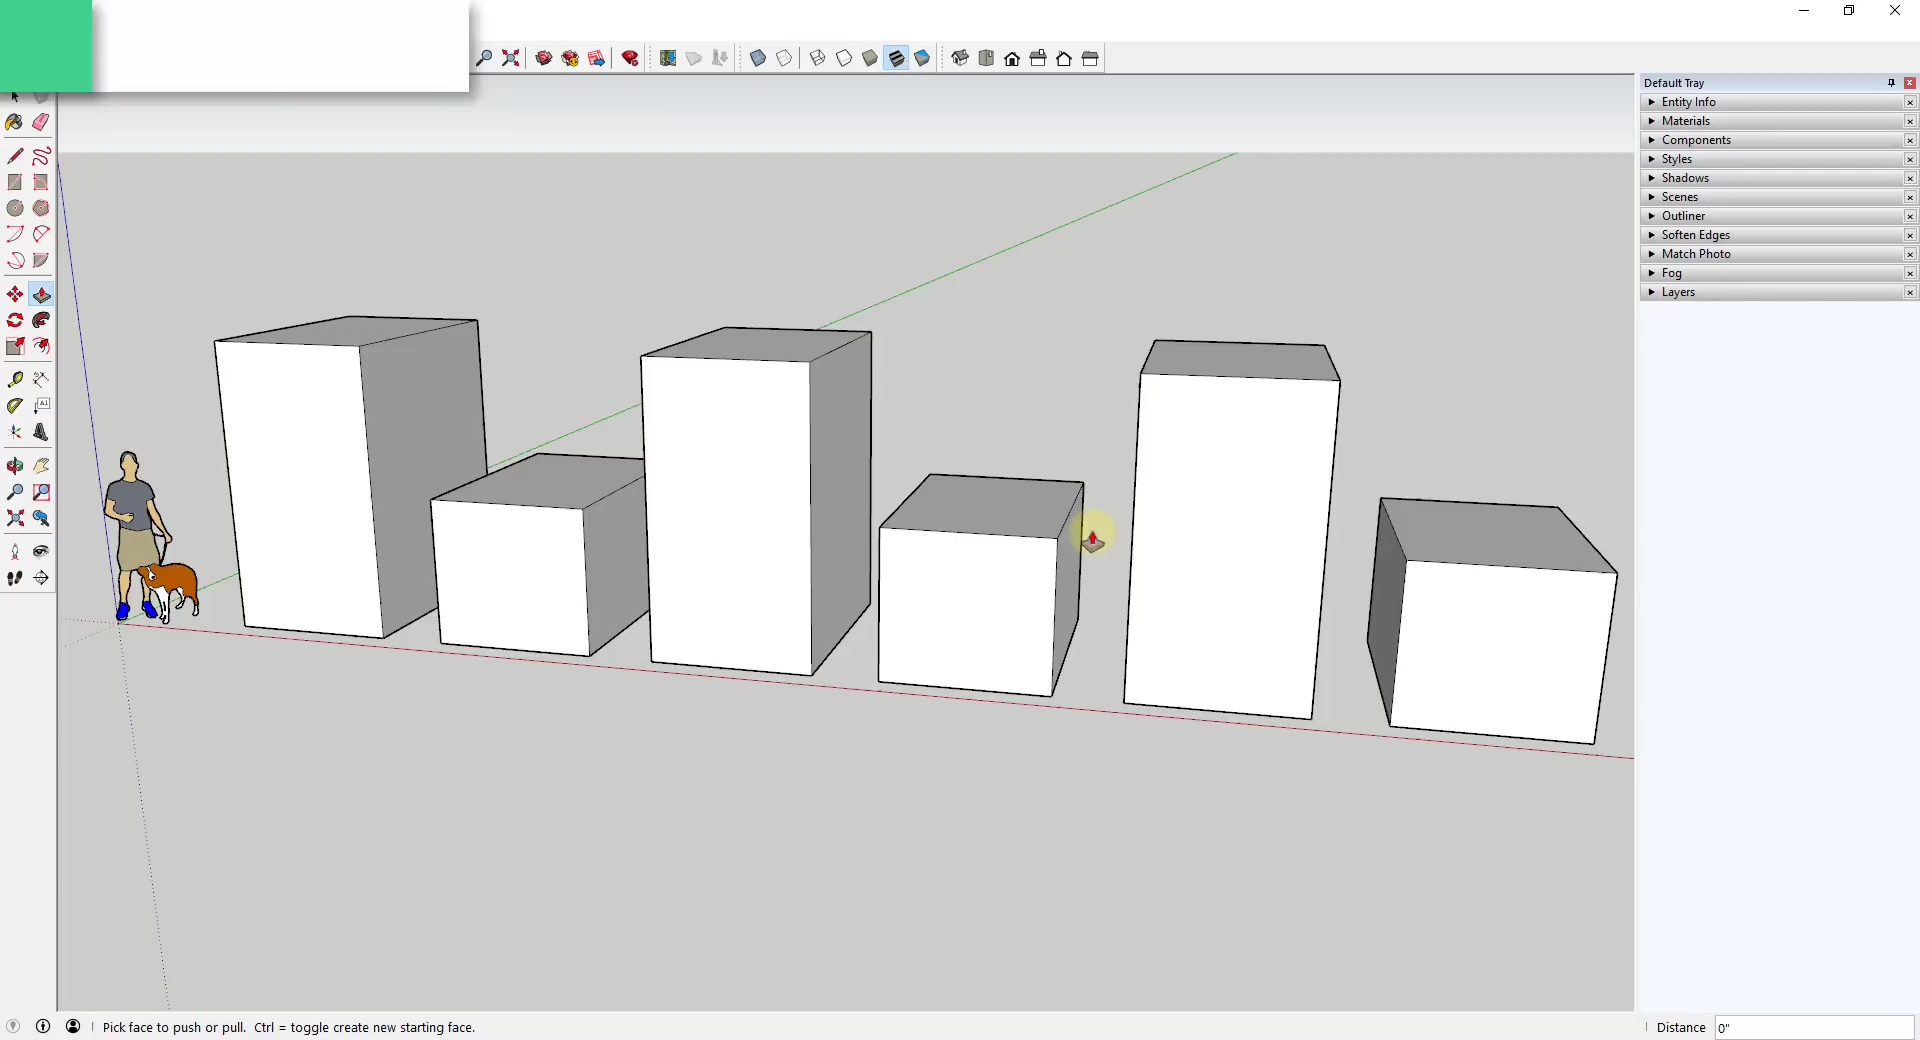 Default Tray
Entity Info
Materials
Components
Styles
Shadows
Scenes
Outliner
Soften Edges
Match Photo
Fog
Layers
A1
Pick face to push or pull. Ctrl = toggle create new starting face.
Distance 0"